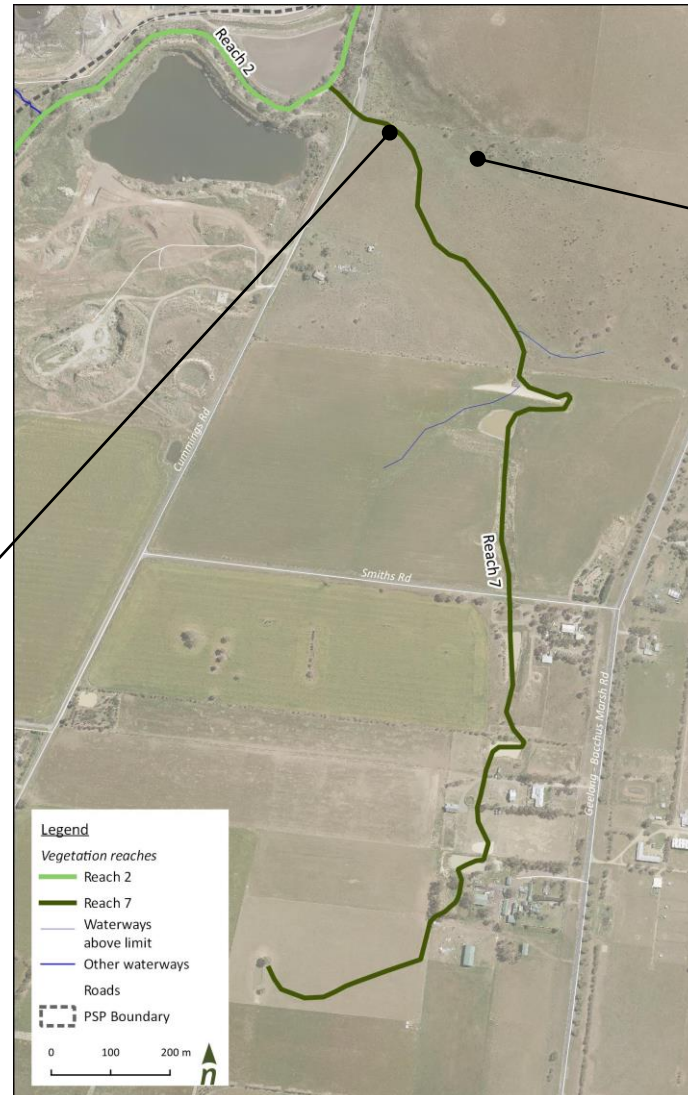 Reach 2
Cummings Rd
Reach 7
Smiths Rd
Geelong - Bacchus Marsh Rd
Legend
Vegetation reaches
Reach 2
Reach 7
Waterways
above limit
Other waterways
Roads
PSP Boundary
0 100 200 m
n